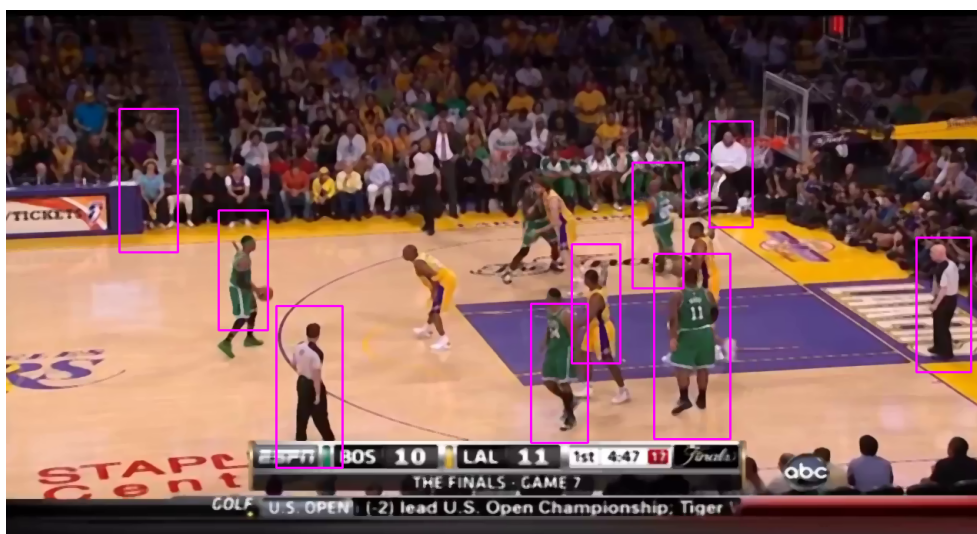 /TICKETS
11
STAPL
Cent
ESPN BOS 10 LAL 11 1st 4:47 17 Finals
THE FINALS · GAME 7
abc
GOLF U.S. OPEN (-2) lead U.S. Open Championship; Tiger